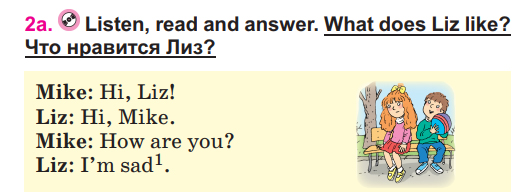 2a. Listen, read and answer. What does Liz like?
Что нравится Лиз?
Mike: Hi, Liz!
Liz: Hi, Mike.
Mike: How are you?
Liz: I’m sad¹.